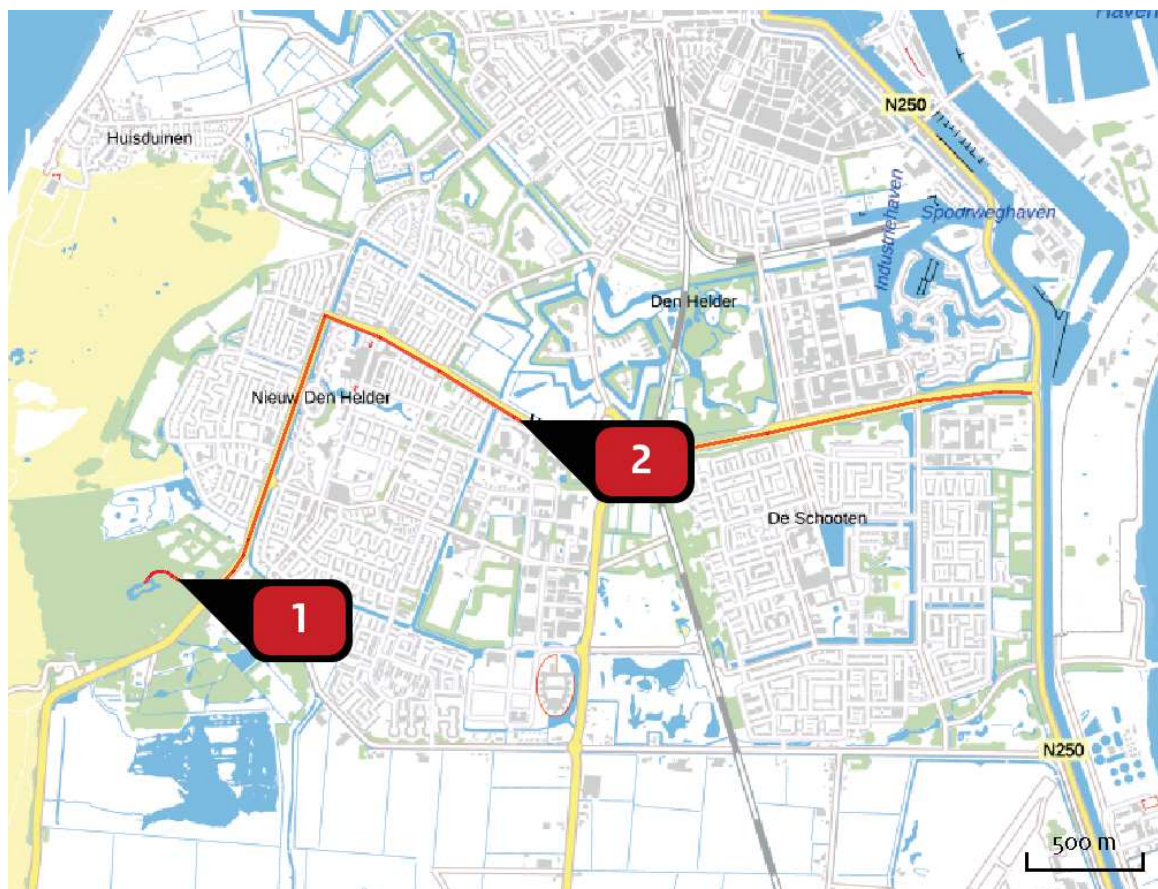 Haven
N250
Huisduinen
Spoorweghaven
Industriehaven
Den Helder
Nieuw Den Helder
2
De Schooten
1
N250
500 m